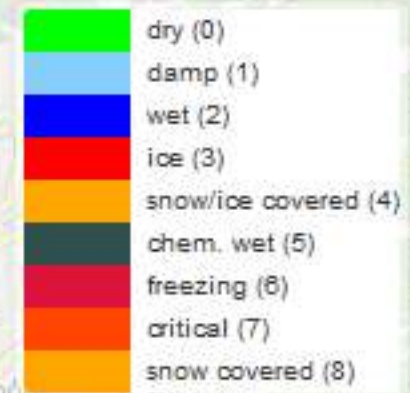 dry (0)
damp (1)
wet (2)
ice (3)
snow/ice covered (4)
chem. wet (5)
freezing (6)
critical (7)
snow covered (8)